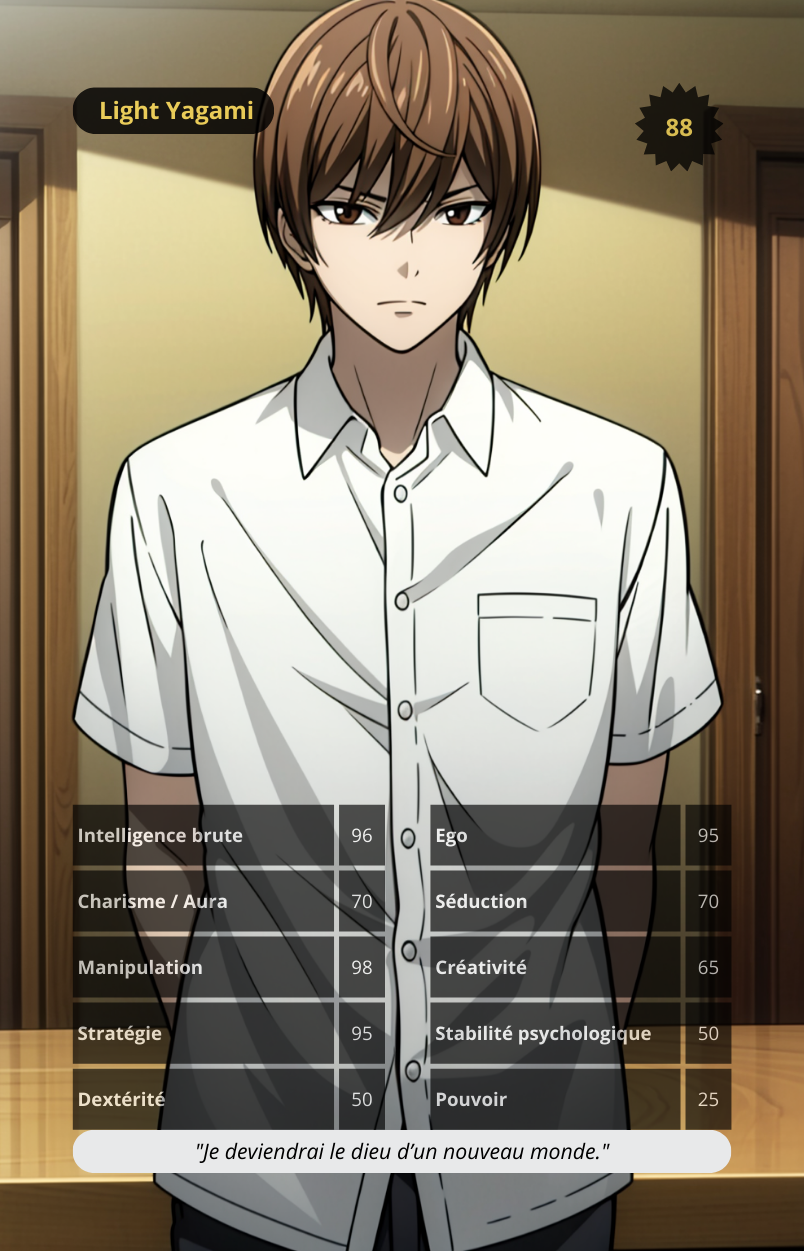 Light Yagami
88
Intelligence brute 96 Ego 95
Charisme / Aura 70 Séduction 70
Manipulation 98 Créativité 65
Stratégie 95 Stabilité psychologique 50
Dextérité 50 Pouvoir 25
"Je deviendrai le dieu d’un nouveau monde."